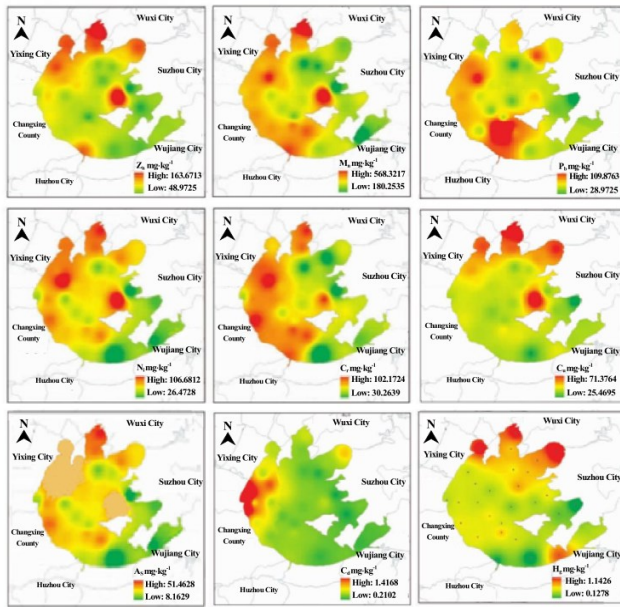 N
Wuxi City
Yixing City
Suzhou City
Changxing
County
Wujiang City
Huzhou City
Zn mg·kg-1
High: 163.6713
Low: 48.9725
N
Wuxi City
Yixing City
Suzhou City
Changxing
County
Wujiang City
Huzhou City
Mn mg·kg-1
High: 568.3217
Low: 180.2535
N
Wuxi City
Yixing City
Suzhou City
Changxing
County
Wujiang City
Huzhou City
Pb mg·kg-1
High: 109.8763
Low: 28.9725
N
Wuxi City
Yixing City
Suzhou City
Changxing
County
Wujiang City
Huzhou City
Ni mg·kg-1
High: 106.6812
Low: 26.4728
N
Wuxi City
Yixing City
Suzhou City
Changxing
County
Wujiang City
Huzhou City
Cr mg·kg-1
High: 102.1724
Low: 30.2639
N
Wuxi City
Yixing City
Suzhou City
Changxing
County
Wujiang City
Huzhou City
Cu mg·kg-1
High: 71.3764
Low: 25.4695
N
Wuxi City
Yixing City
Suzhou City
Changxing
County
Wujiang City
Huzhou City
As mg·kg-1
High: 51.4628
Low: 8.1629
N
Wuxi City
Yixing City
Suzhou City
Changxing
County
Wujiang City
Huzhou City
Cd mg·kg-1
High: 1.4168
Low: 0.2102
N
Wuxi City
Yixing City
Suzhou City
Changxing
County
Wujiang City
Huzhou City
Hg mg·kg-1
High: 1.1426
Low: 0.1278